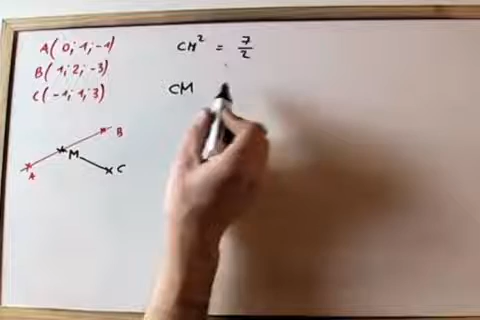 A(0; 1; -1)
B(1; 2; -3)
C(-1; 1; 3)
CM² = 7/2
CM
B
M
C
A